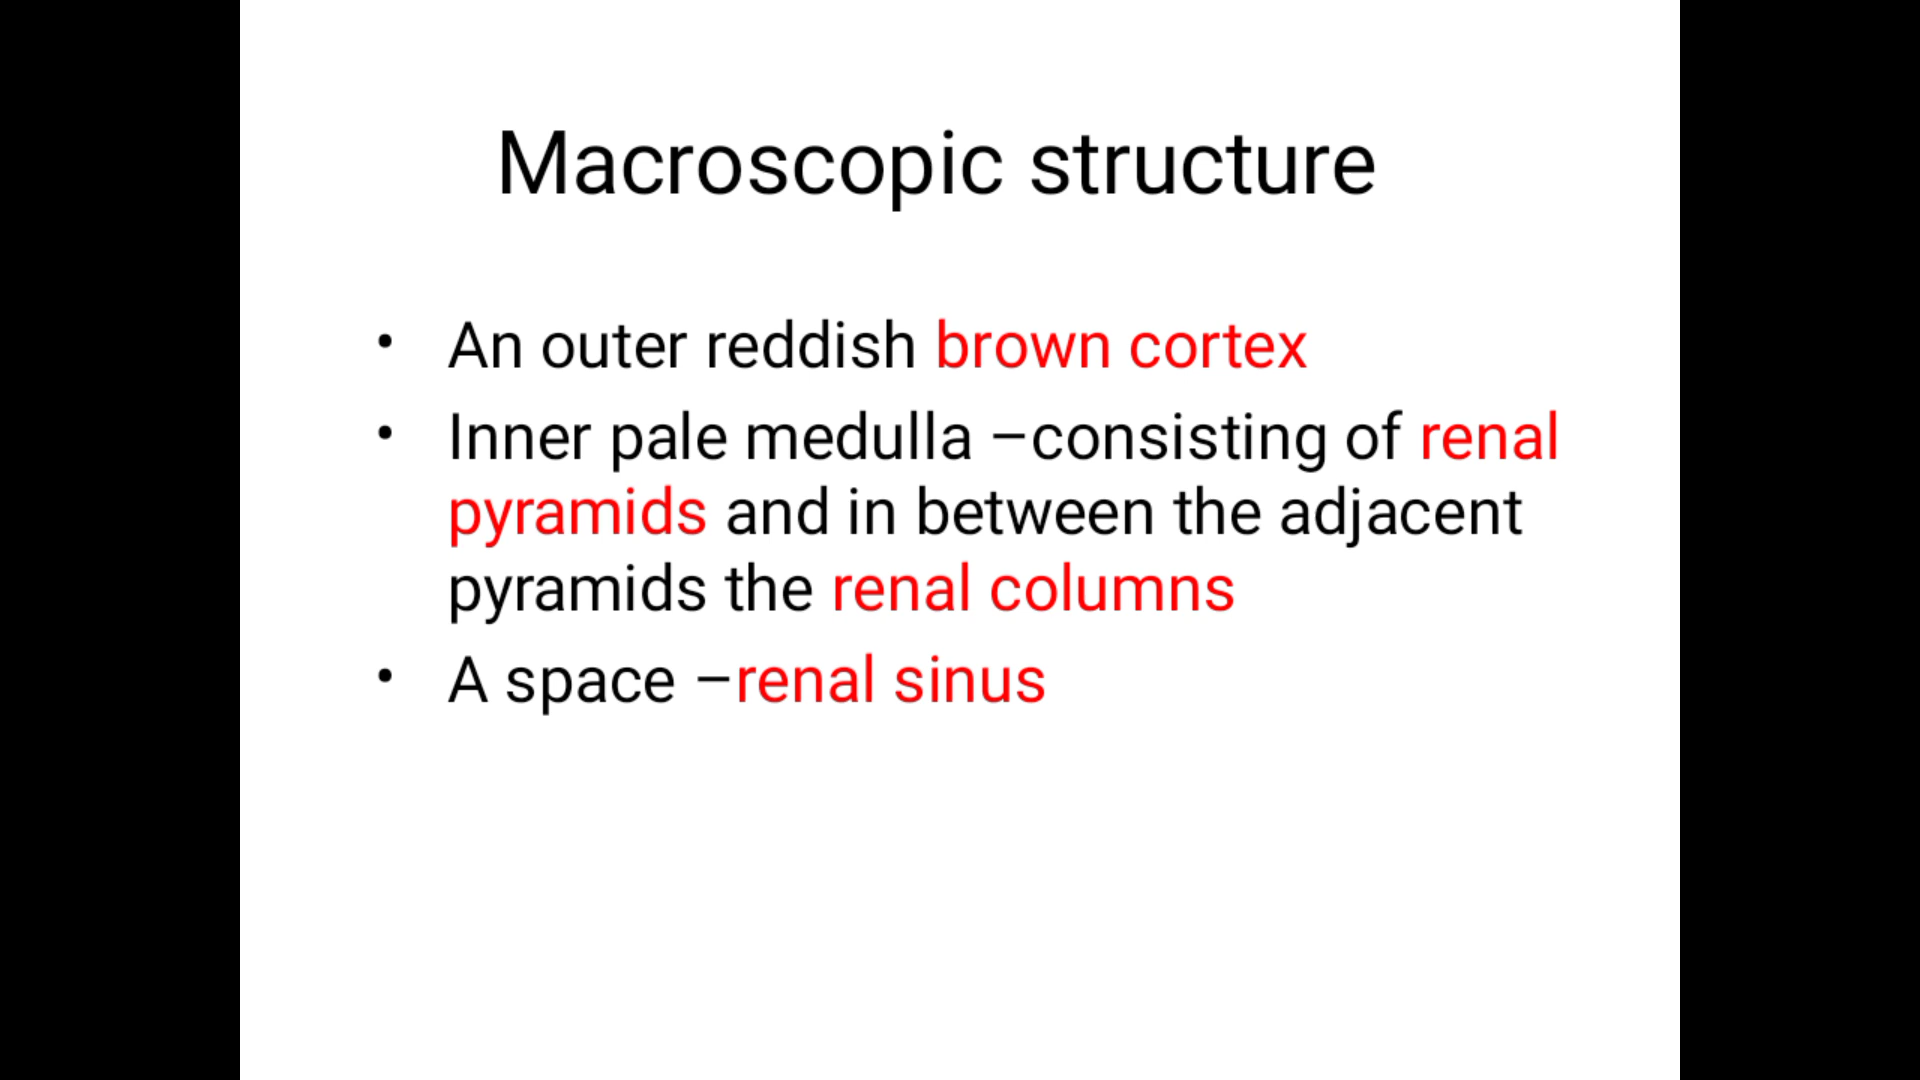 Macroscopic structure
• An outer reddish brown cortex
• Inner pale medulla –consisting of renal
pyramids and in between the adjacent
pyramids the renal columns
• A space –renal sinus